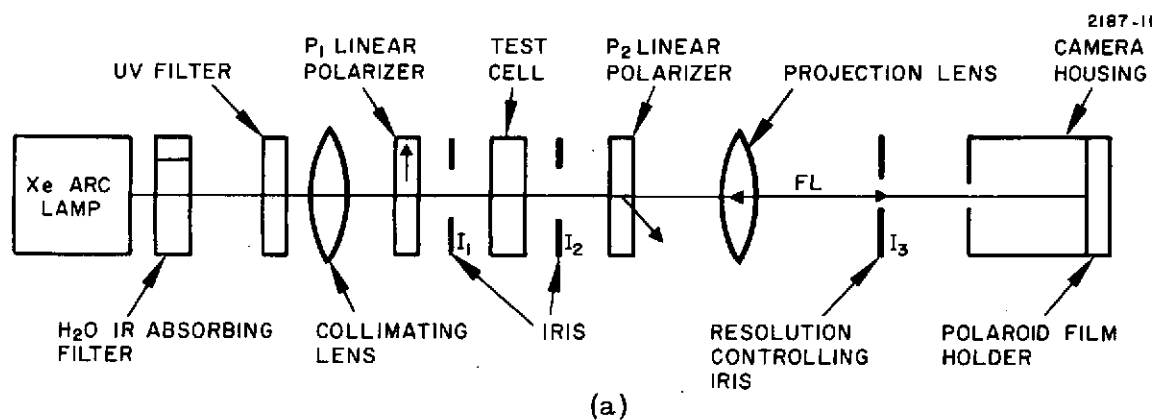 2187-11
P₁ LINEAR
POLARIZER
TEST
CELL
P₂ LINEAR
POLARIZER
CAMERA
HOUSING
UV FILTER
PROJECTION LENS
Xe ARC
LAMP
FL
I₁
I₂
I₃
H₂O IR ABSORBING
FILTER
COLLIMATING
LENS
IRIS
RESOLUTION
CONTROLLING
IRIS
POLAROID FILM
HOLDER
(a)